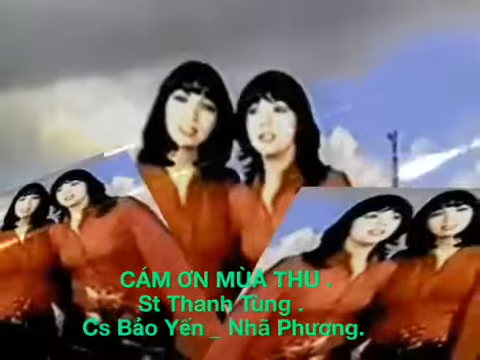 CÁM ƠN MÙA THU .
St Thanh Tùng .
Cs Bảo Yến _ Nhã Phương.